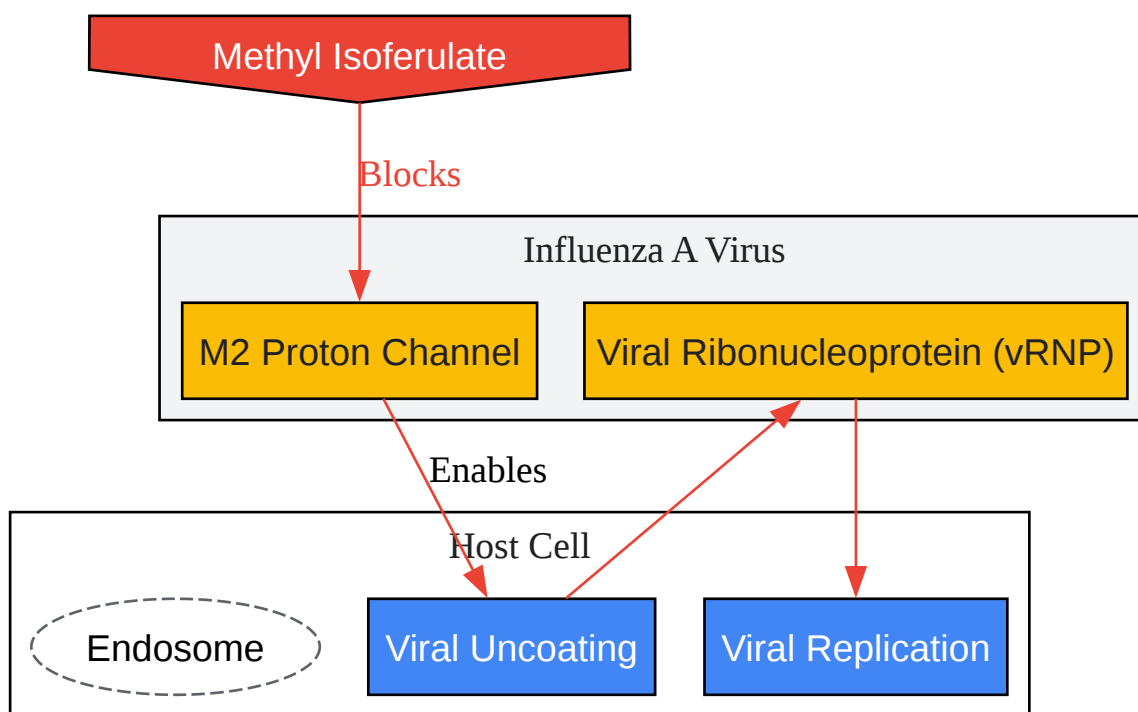 Methyl Isoferulate
Blocks
Influenza A Virus
M2 Proton Channel
Viral Ribonucleoprotein (vRNP)
Enables
Host Cell
Endosome
Viral Uncoating
Viral Replication